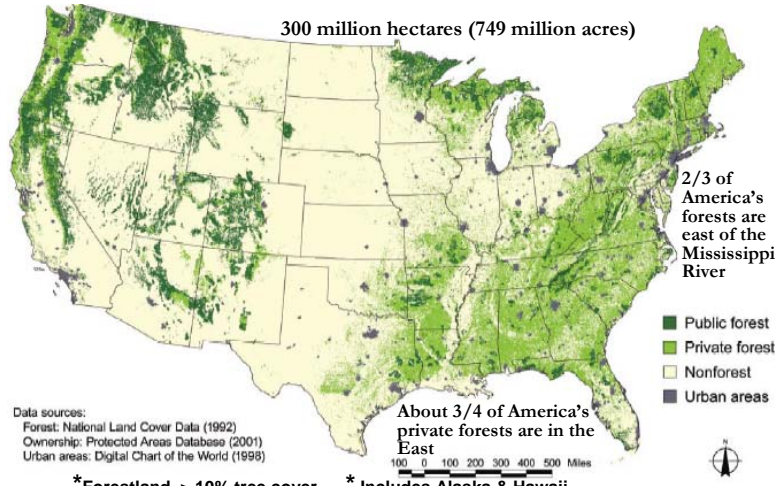 300 million hectares (749 million acres)
2/3 of
America's
forests are
east of the
Mississippi
River
Public forest
Private forest
Nonforest
Urban areas
Data sources:
Forest: National Land Cover Data (1992)
Ownership: Protected Areas Database (2001)
Urban areas: Digital Chart of the World (1998)
About 3/4 of America's
private forests are in the
East
100 0 100 200 300 400 500 Miles
N
*Forestland > 10% tree cover * Includes Alaska & Hawaii